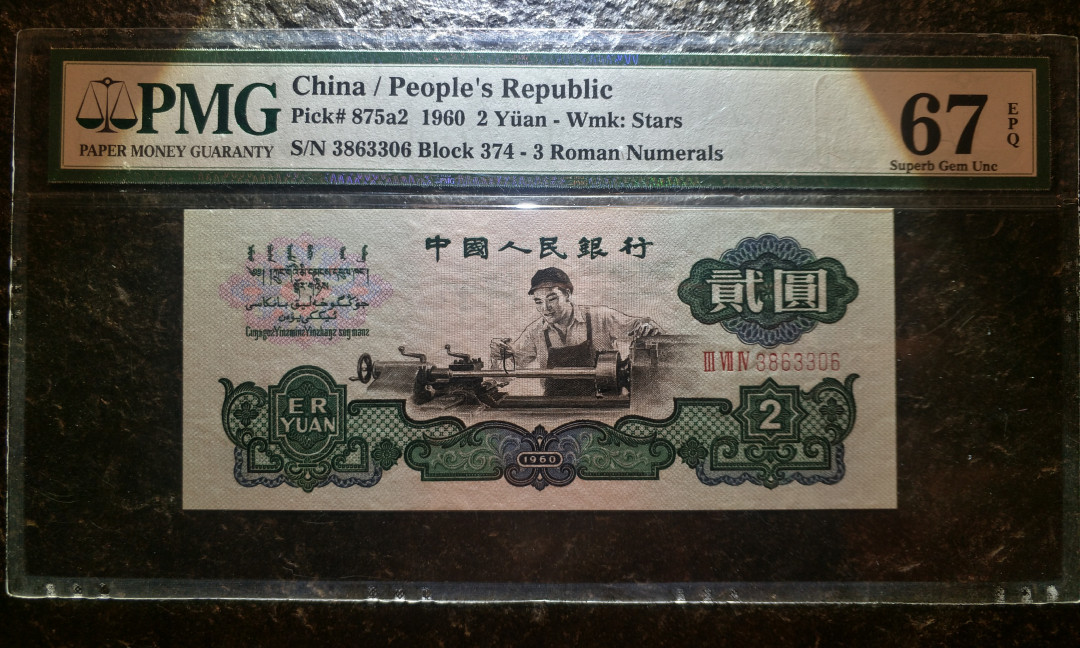 PMG
PAPER MONEY GUARANTY
China / People's Republic
Pick# 875a2 1960 2 Yüan - Wmk: Stars
S/N 3863306 Block 374 - 3 Roman Numerals
67
EPQ
Superb Gem Unc
中國人民銀行
貳圓
III VII IV 3863306
ER
YUAN
1960
2